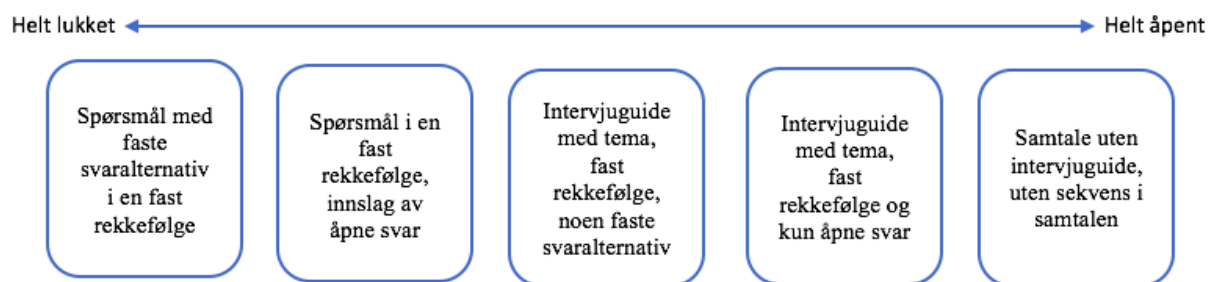 Helt lukket
Helt åpent
Spørsmål med
faste
svaralternativ
i en fast
rekkefølge
Spørsmål i en
fast
rekkefølge,
innslag av
åpne svar
Intervjuguide
med tema,
fast
rekkefølge,
noen faste
svaralternativ
Intervjuguide
med tema,
fast
rekkefølge og
kun åpne svar
Samtale uten
intervjuguide,
uten sekvens i
samtalen